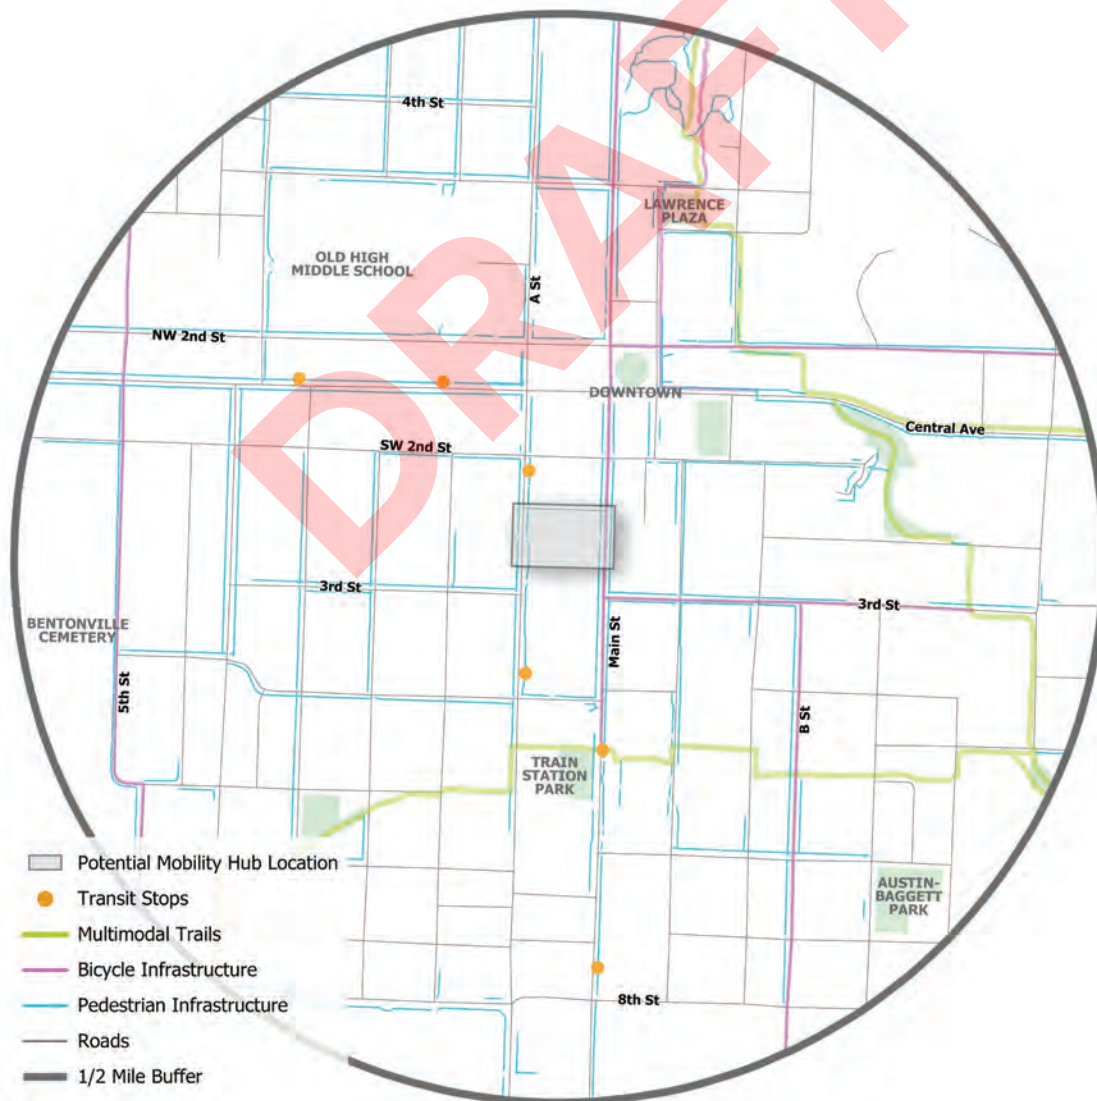 DRAFT
4th St
LAWRENCE
PLAZA
OLD HIGH
MIDDLE SCHOOL
A St
NW 2nd St
DOWNTOWN
Central Ave
SW 2nd St
3rd St
3rd St
BENTONVILLE
CEMETERY
Main St
5th St
B St
TRAIN
STATION
PARK
AUSTIN-
BAGGETT
PARK
8th St
Potential Mobility Hub Location
Transit Stops
Multimodal Trails
Bicycle Infrastructure
Pedestrian Infrastructure
Roads
1/2 Mile Buffer